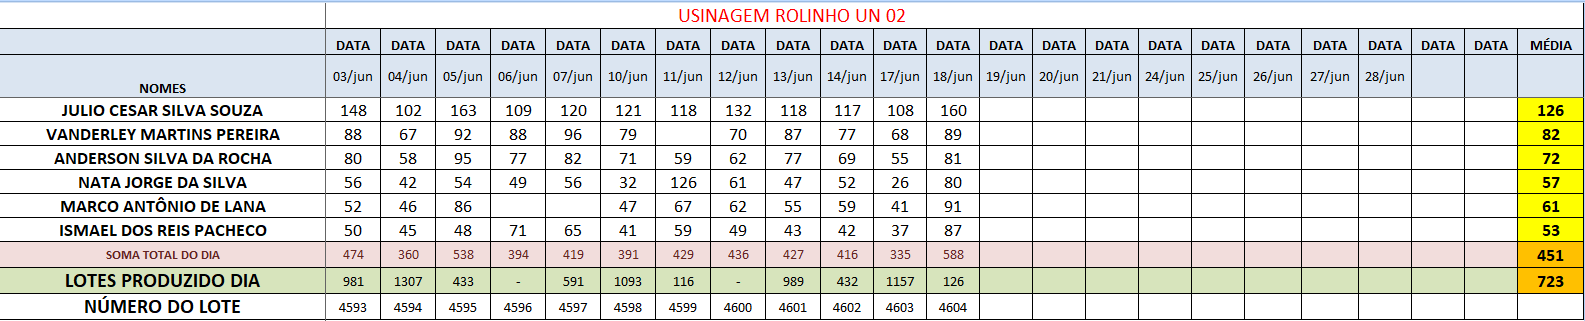 USINAGEM ROLINHO UN 02
DATA DATA DATA DATA DATA DATA DATA DATA DATA DATA DATA DATA DATA DATA DATA DATA DATA DATA DATA DATA DATA DATA MÉDIA
NOMES 03/jun 04/jun 05/jun 06/jun 07/jun 10/jun 11/jun 12/jun 13/jun 14/jun 17/jun 18/jun 19/jun 20/jun 21/jun 24/jun 25/jun 26/jun 27/jun 28/jun
JULIO CESAR SILVA SOUZA 148 102 163 109 120 121 118 132 118 117 108 160 126
VANDERLEY MARTINS PEREIRA 88 67 92 88 96 79 70 87 77 68 89 82
ANDERSON SILVA DA ROCHA 80 58 95 77 82 71 59 62 77 69 55 81 72
NATA JORGE DA SILVA 56 42 54 49 56 32 126 61 47 52 26 80 57
MARCO ANTÔNIO DE LANA 52 46 86 47 67 62 55 59 41 91 61
ISMAEL DOS REIS PACHECO 50 45 48 71 65 41 59 49 43 42 37 87 53
SOMA TOTAL DO DIA 474 360 538 394 419 391 429 436 427 416 335 588 451
LOTES PRODUZIDO DIA 981 1307 433 - 591 1093 116 - 989 432 1157 126 723
NÚMERO DO LOTE 4593 4594 4595 4596 4597 4598 4599 4600 4601 4602 4603 4604